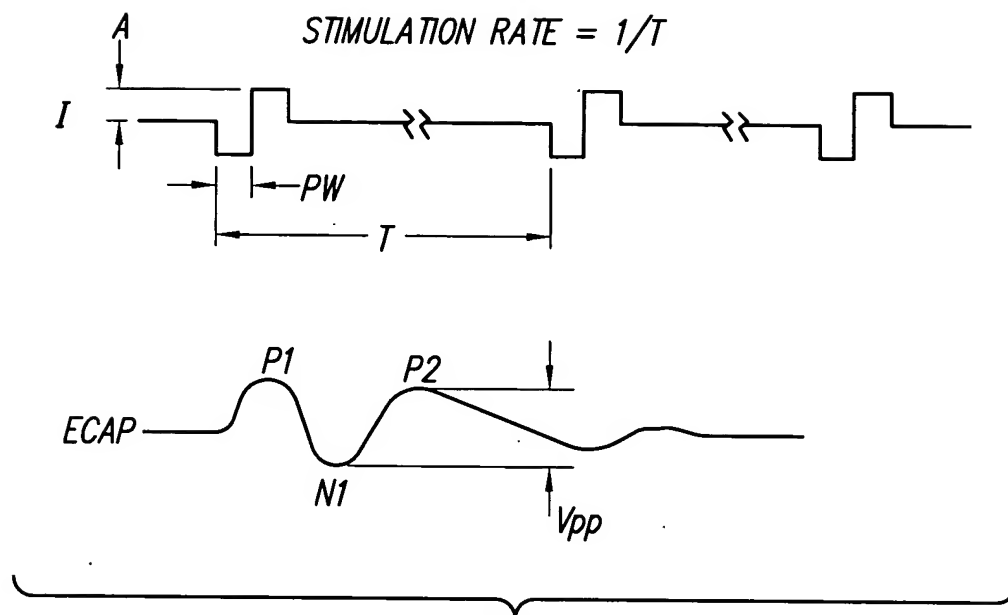 A
STIMULATION RATE = 1/T
I
PW
T
P1
P2
ECAP
N1
Vpp